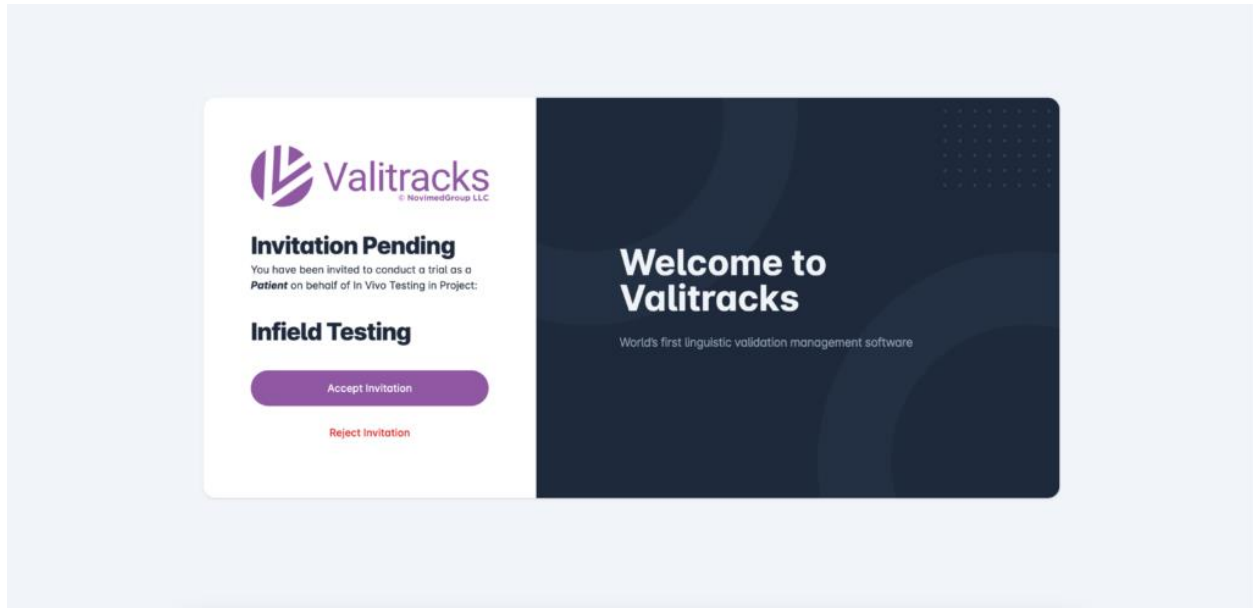 Valitracks
© NovimedGroup LLC
Invitation Pending
You have been invited to conduct a trial as a
Patient on behalf of In Vivo Testing in Project:
Infield Testing
Accept Invitation
Reject Invitation
Welcome to
Valitracks
World's first linguistic validation management software